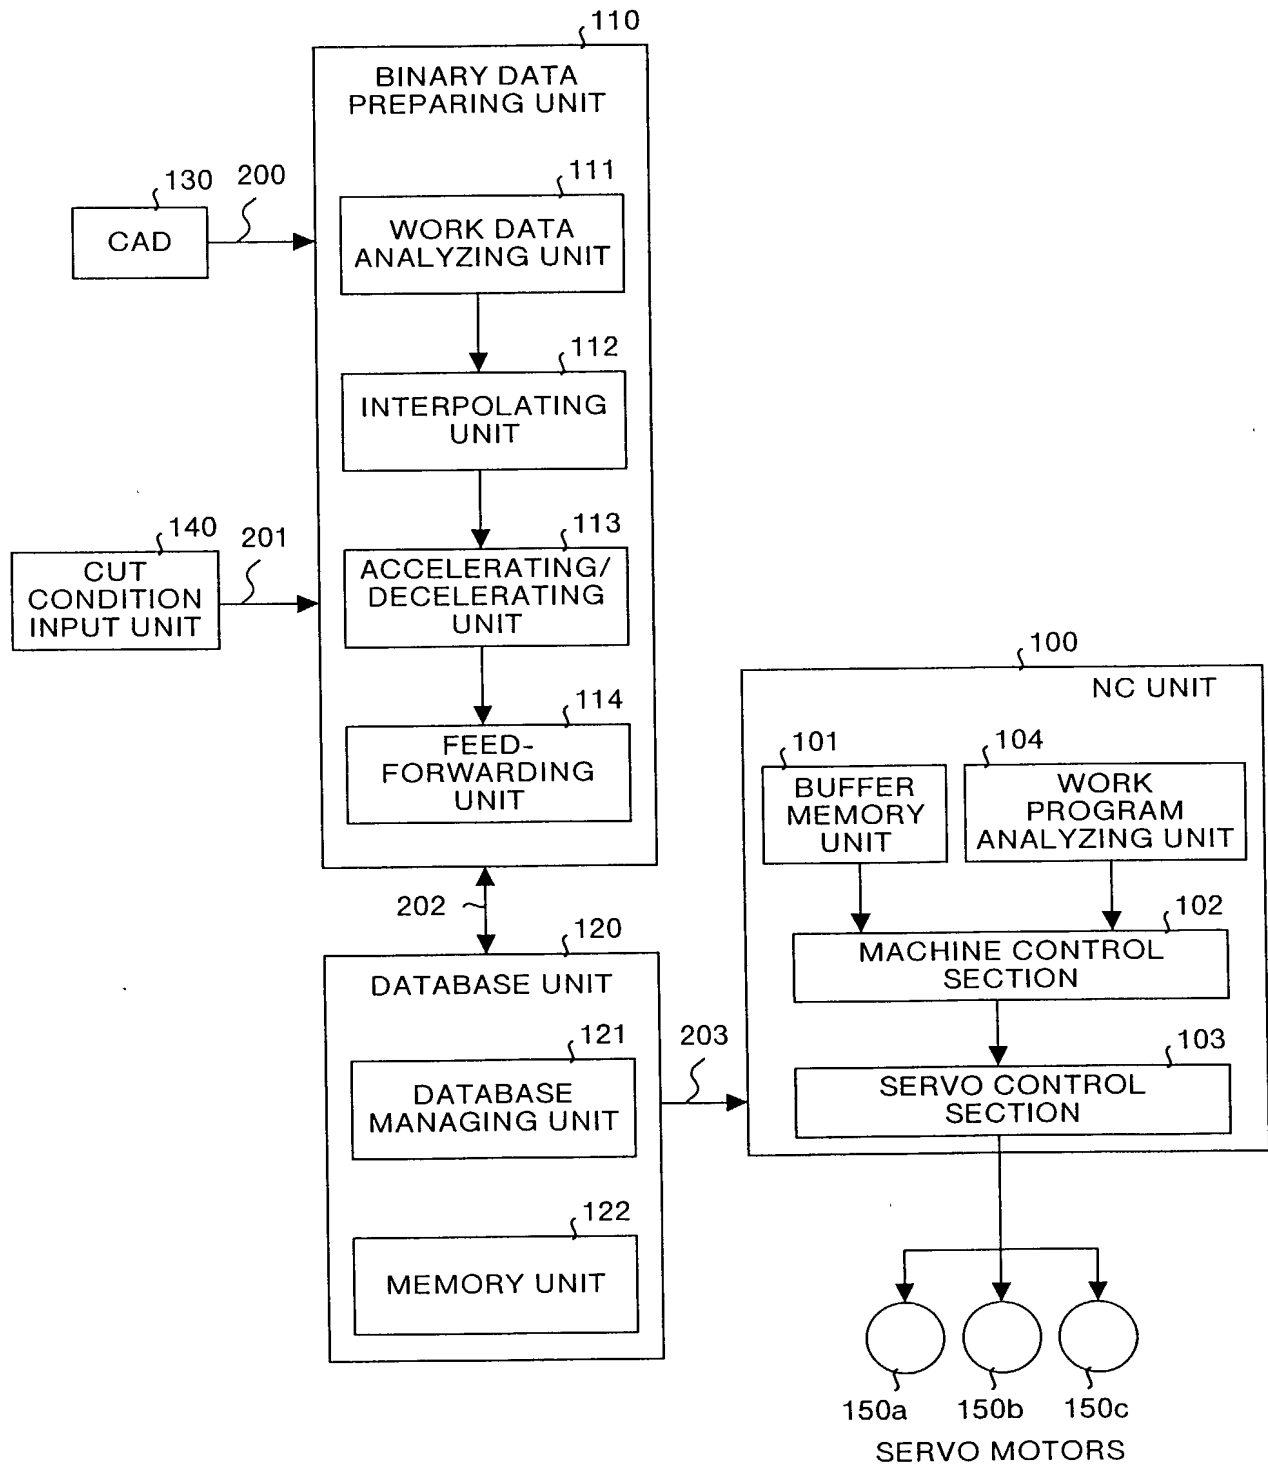 110
BINARY DATA
PREPARING UNIT
130
200
CAD
111
WORK DATA
ANALYZING UNIT
112
INTERPOLATING
UNIT
140
201
CUT
CONDITION
INPUT UNIT
113
ACCELERATING/
DECELERATING
UNIT
114
FEED-
FORWARDING
UNIT
202
120
DATABASE UNIT
121
DATABASE
MANAGING UNIT
122
MEMORY UNIT
203
100
NC UNIT
101
BUFFER
MEMORY
UNIT
104
WORK
PROGRAM
ANALYZING UNIT
102
MACHINE CONTROL
SECTION
103
SERVO CONTROL
SECTION
150a
150b
150c
SERVO MOTORS